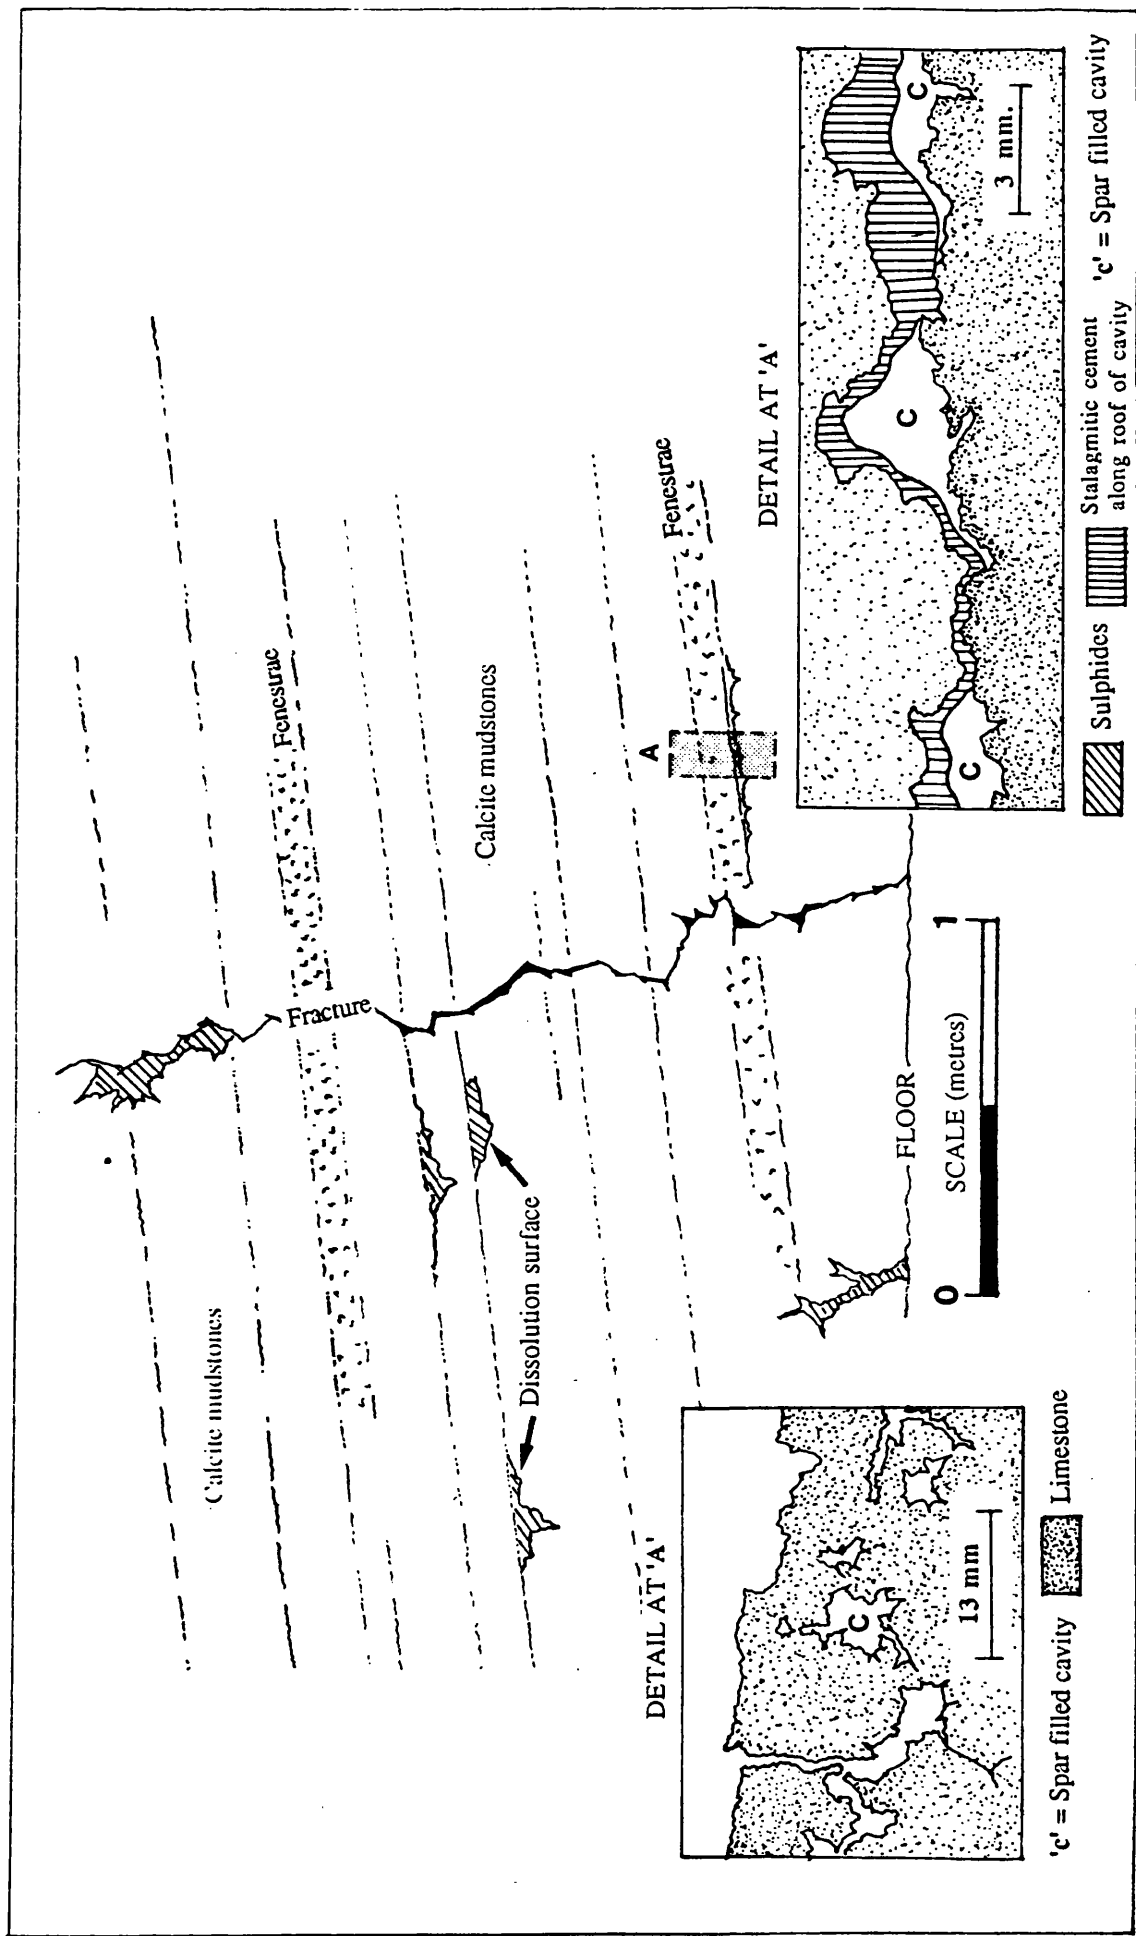 Calcite mudstones
Fenestrae
Fracture
Calcite mudstones
Dissolution surface
Fenestrae
A
FLOOR
0
1
SCALE (metres)
DETAIL AT 'A'
C
13 mm
'c' = Spar filled cavity
Limestone
DETAIL AT 'A'
C
C
C
3 mm.
Sulphides
Stalagmitic cement
along roof of cavity
'c' = Spar filled cavity